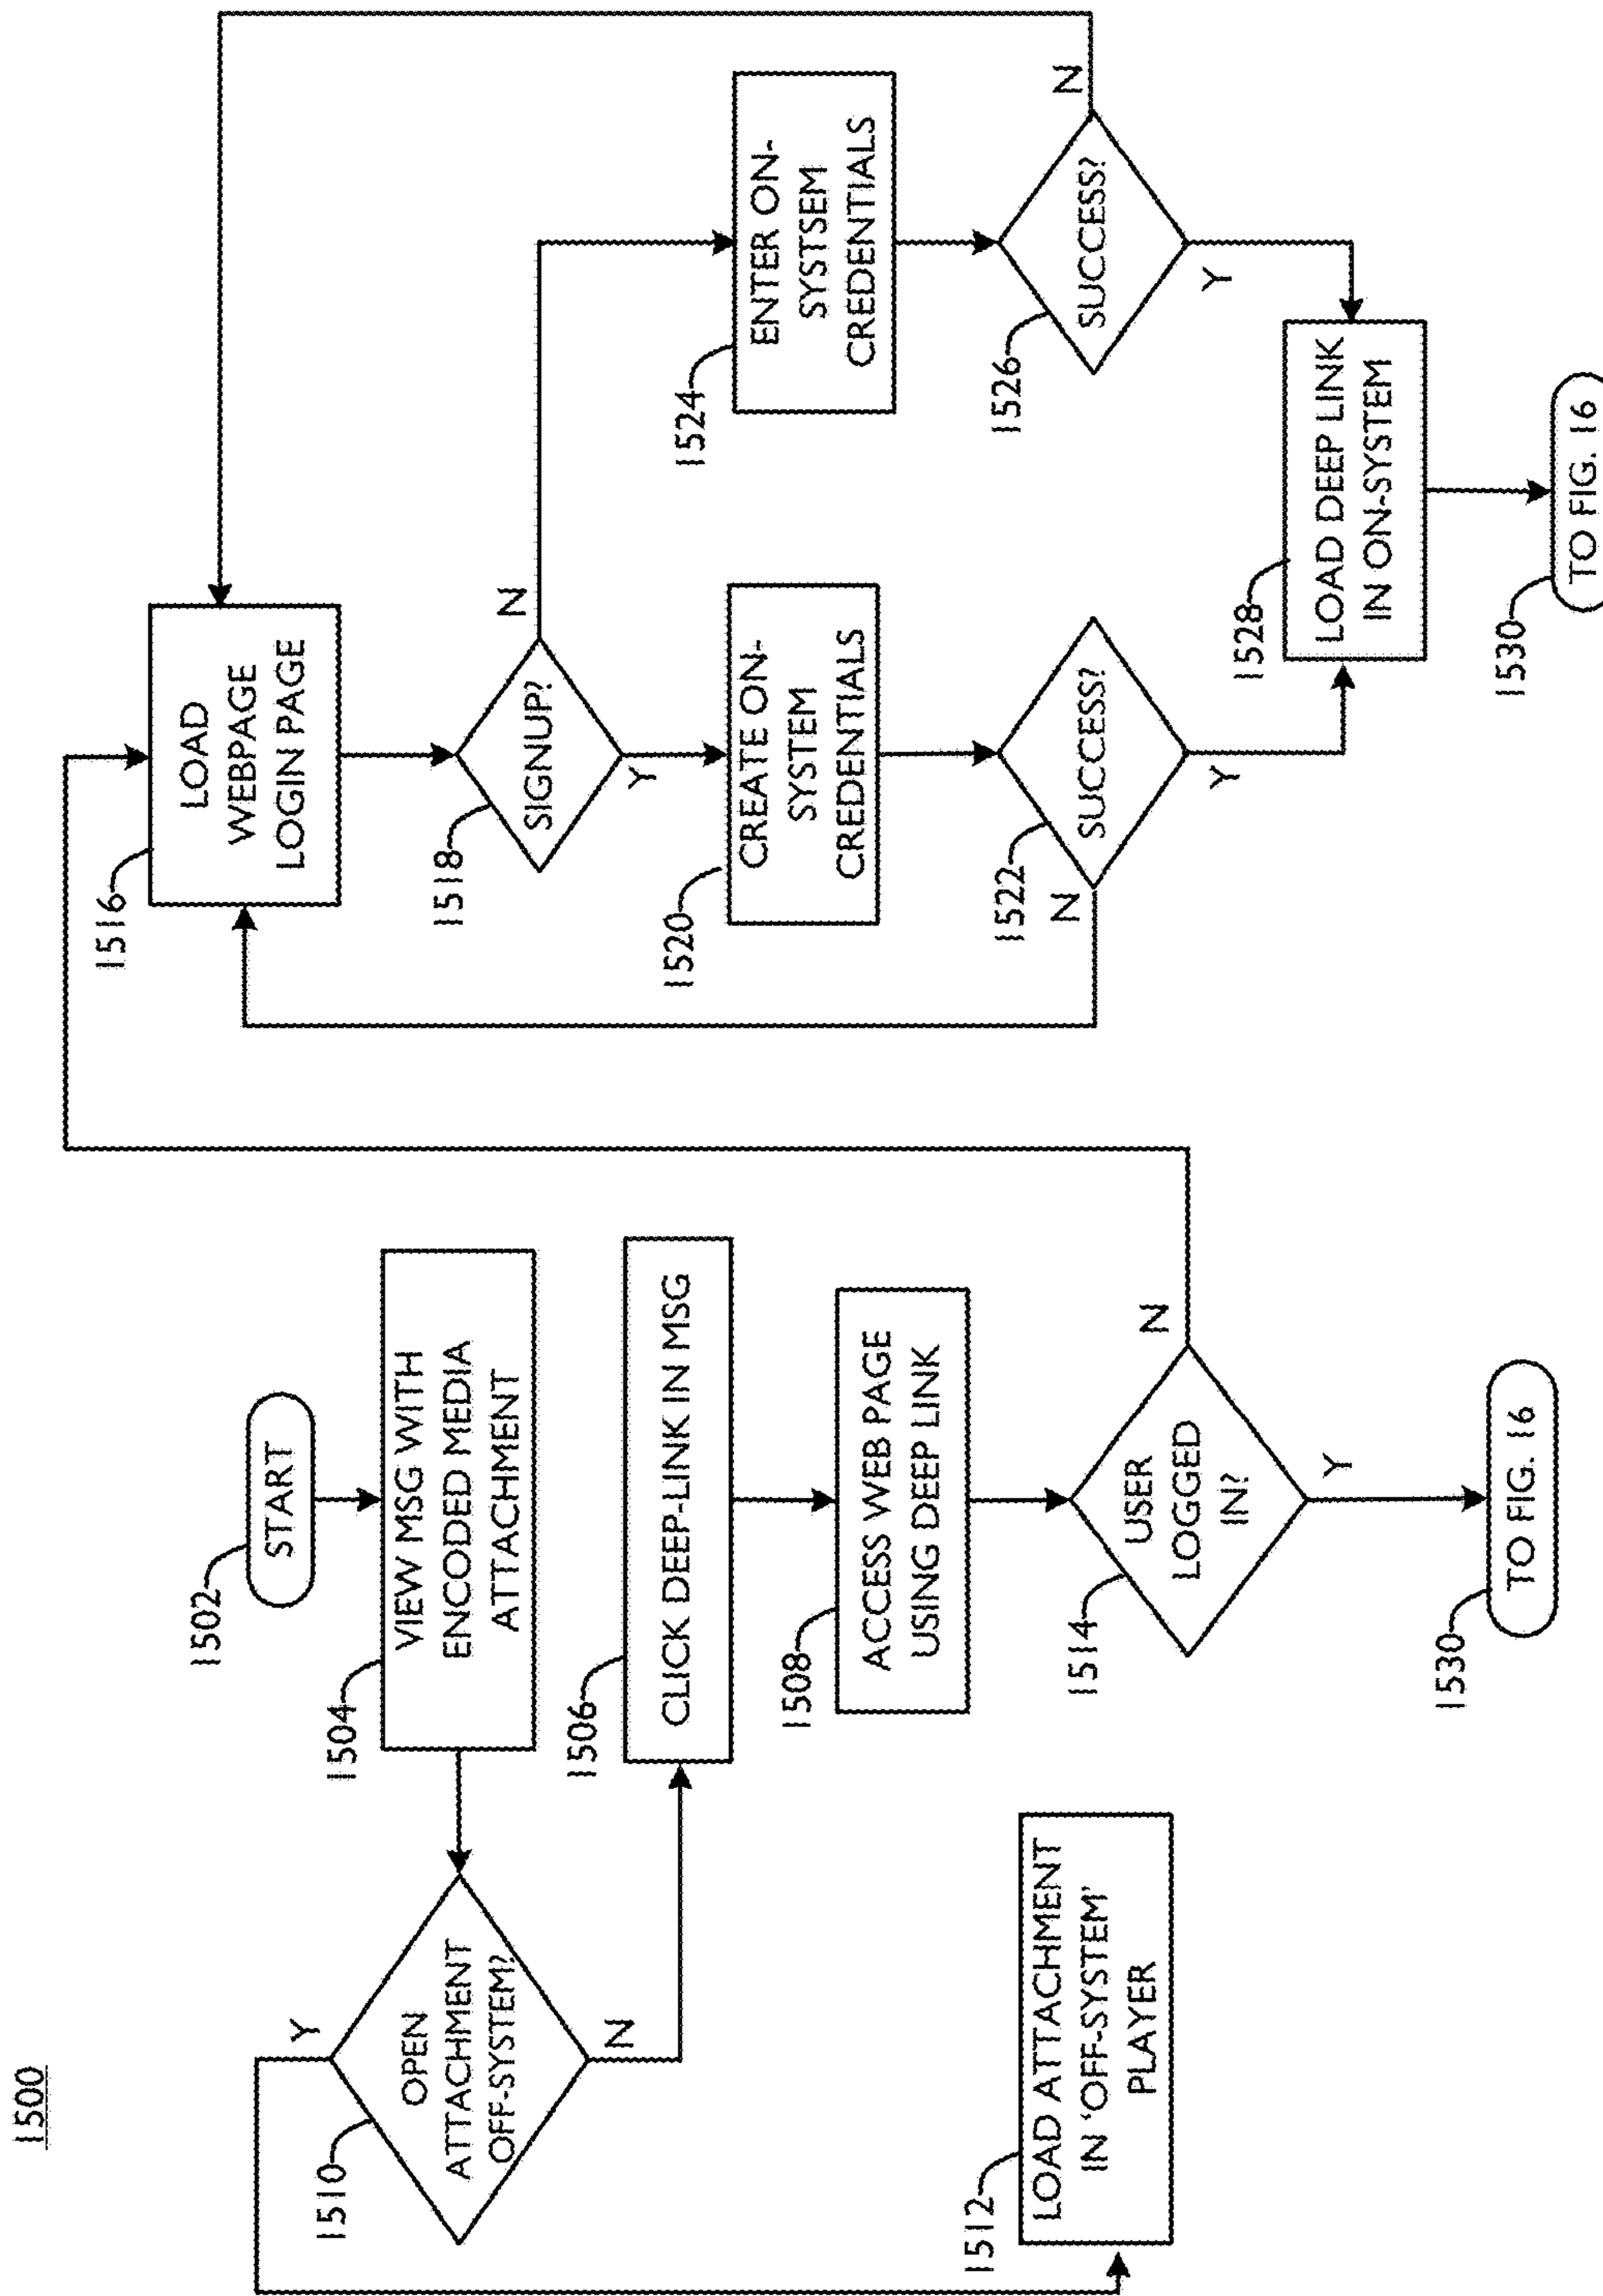 1500
1502
START
1504
VIEW MSG WITH
ENCODED MEDIA
ATTACHMENT
1510
OPEN
ATTACHMENT
OFF-SYSTEM?
Y
N
1506
CLICK DEEP-LINK IN MSG
1508
ACCESS WEB PAGE
USING DEEP LINK
1512
LOAD ATTACHMENT
IN 'OFF-SYSTEM'
PLAYER
1514
USER
LOGGED
IN?
N
Y
1530
TO FIG. 16
1516
LOAD
WEBPAGE
LOGIN PAGE
1518
SIGNUP?
N
Y
1520
CREATE ON-
SYSTEM
CREDENTIALS
1522
SUCCESS?
N
Y
1524
ENTER ON-
SYSTSEM
CREDENTIALS
1526
SUCCESS?
N
Y
1528
LOAD DEEP LINK
IN ON-SYSTEM
1530
TO FIG. 16